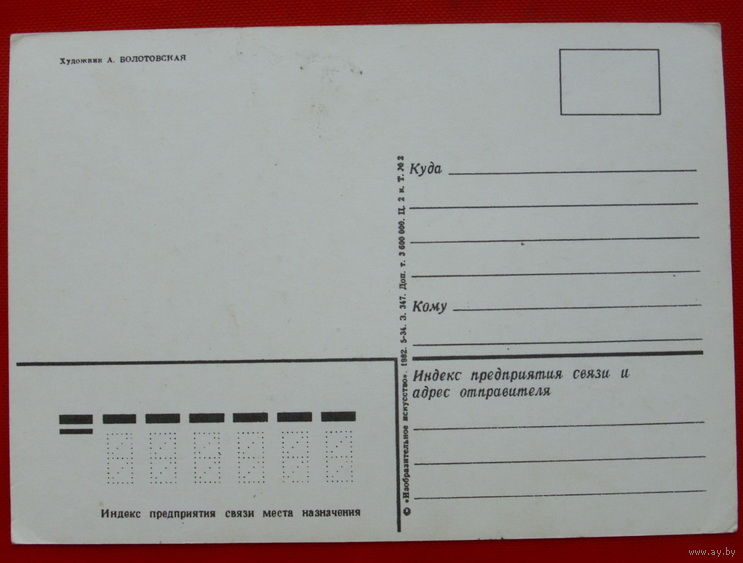 Художник А. БОЛОТОВСКАЯ
Куда
Кому
Индекс предприятия связи и
адрес отправителя
© «Изобразительное искусство». 1982. 5-34. З. 347. Доп. т. 3 600 000. Ц. 2 к. Т. № 2
Индекс предприятия связи места назначения
www.ay.by